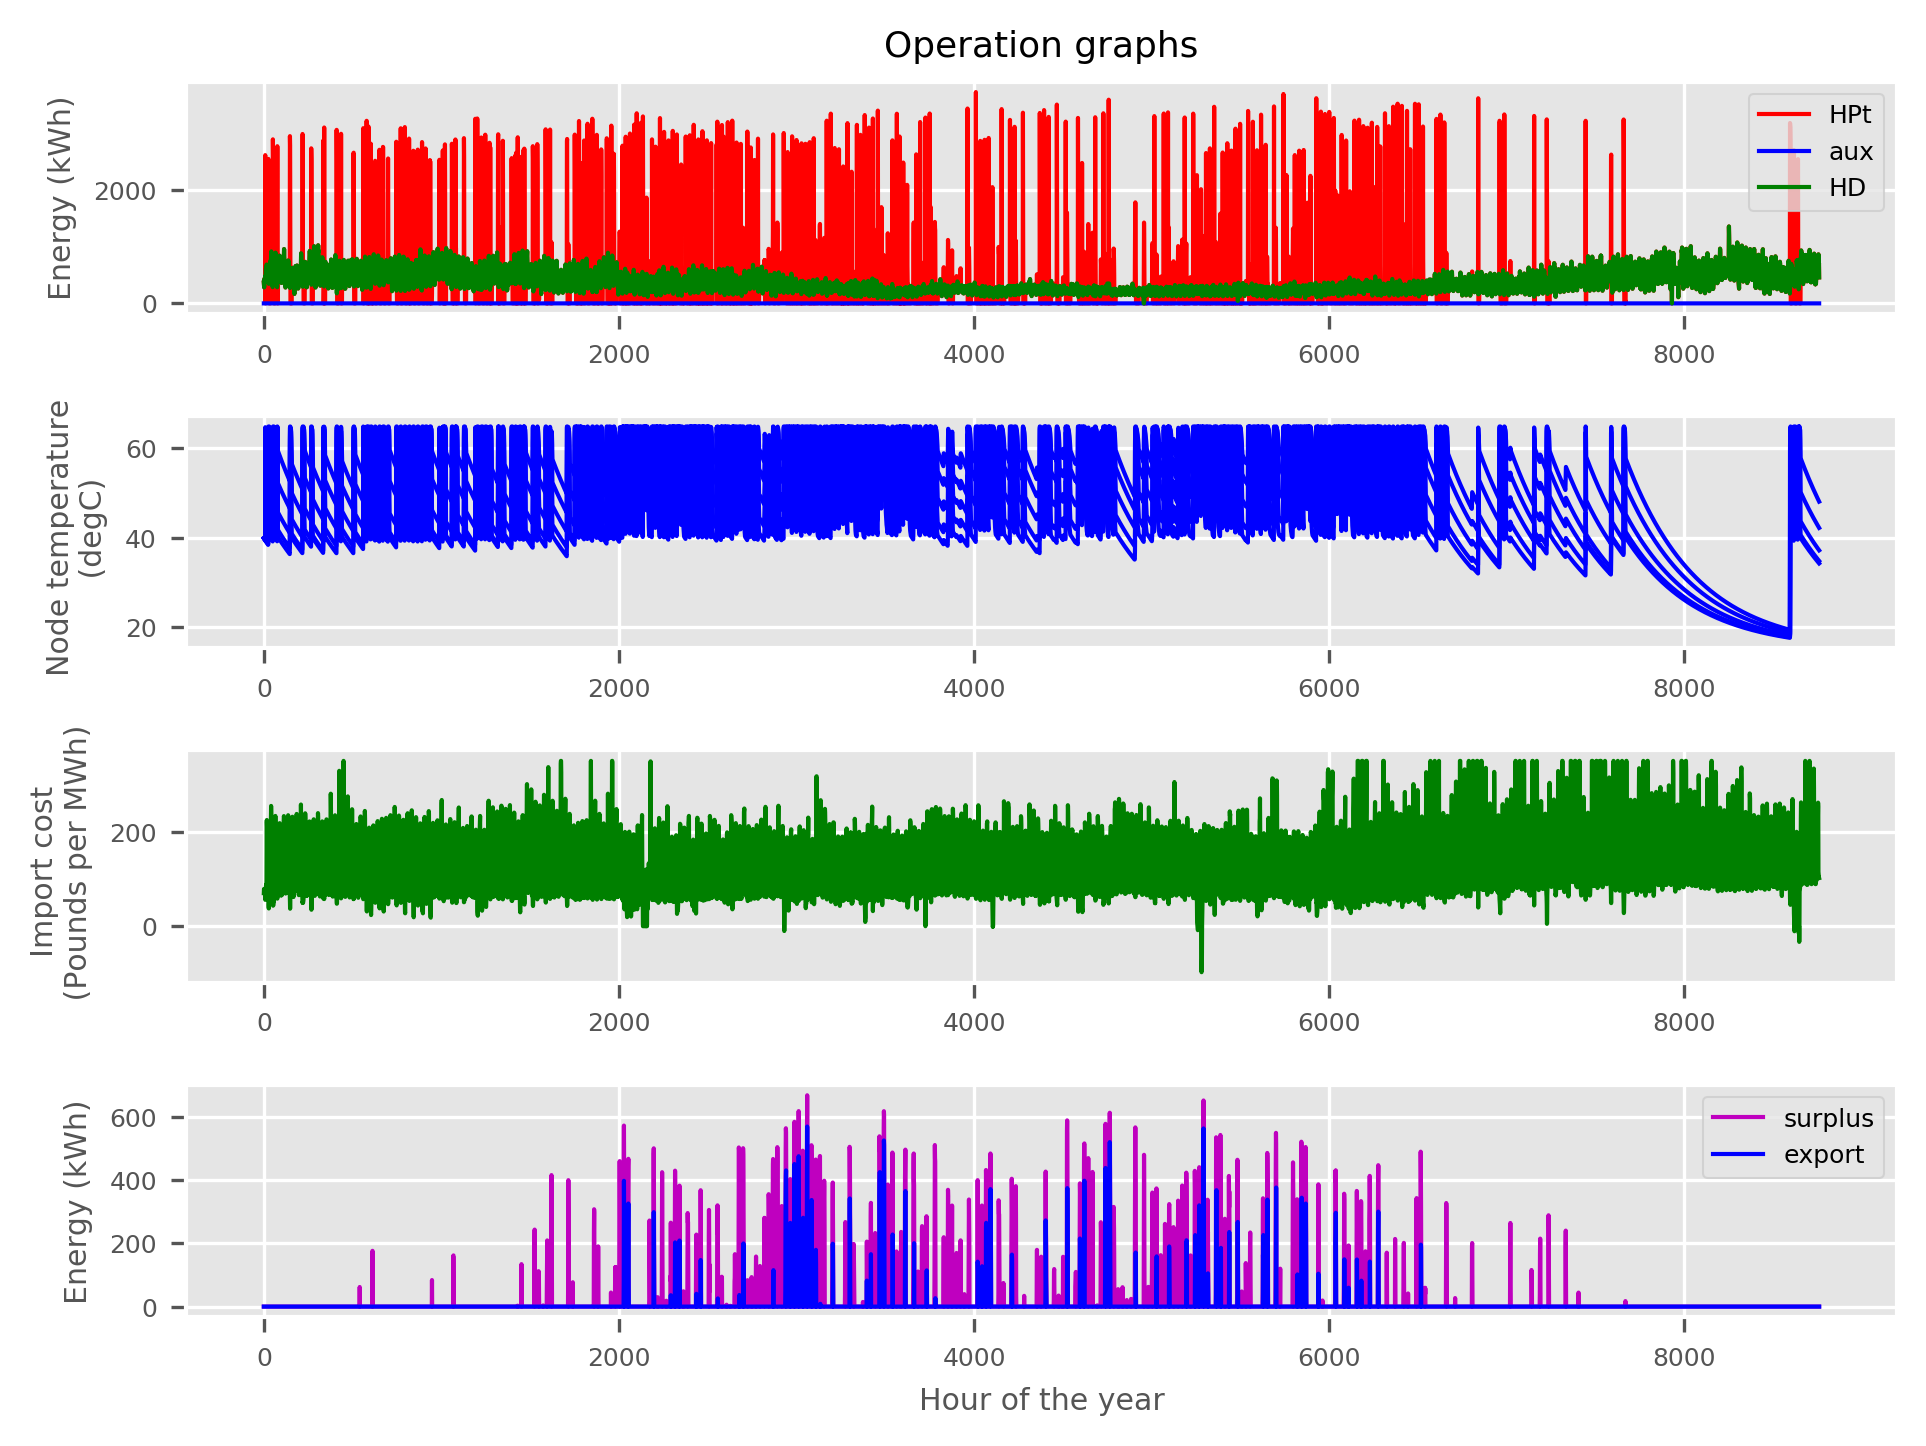 Operation graphs
Energy (kWh)
2000
0
HPt
aux
HD
0 2000 4000 6000 8000
Node temperature
(degC)
60
40
20
0 2000 4000 6000 8000
Import cost
(Pounds per MWh)
200
0
0 2000 4000 6000 8000
Energy (kWh)
600
400
200
0
surplus
export
0 2000 4000 6000 8000
Hour of the year